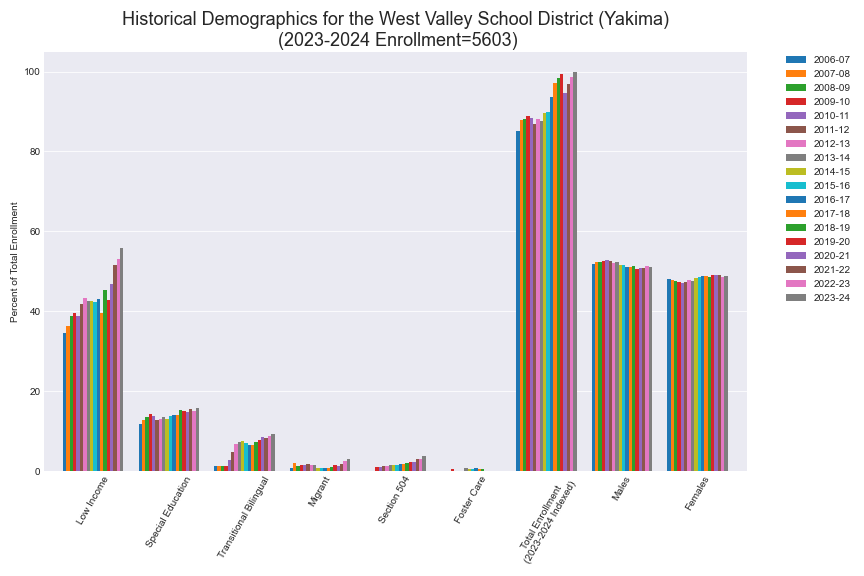 Historical Demographics for the West Valley School District (Yakima)
(2023-2024 Enrollment=5603)
Percent of Total Enrollment
100
80
60
40
20
0
Low Income
Special Education
Transitional Bilingual
Migrant
Section 504
Foster Care
Total Enrollment
(2023-2024 Indexed)
Males
Females
2006-07
2007-08
2008-09
2009-10
2010-11
2011-12
2012-13
2013-14
2014-15
2015-16
2016-17
2017-18
2018-19
2019-20
2020-21
2021-22
2022-23
2023-24